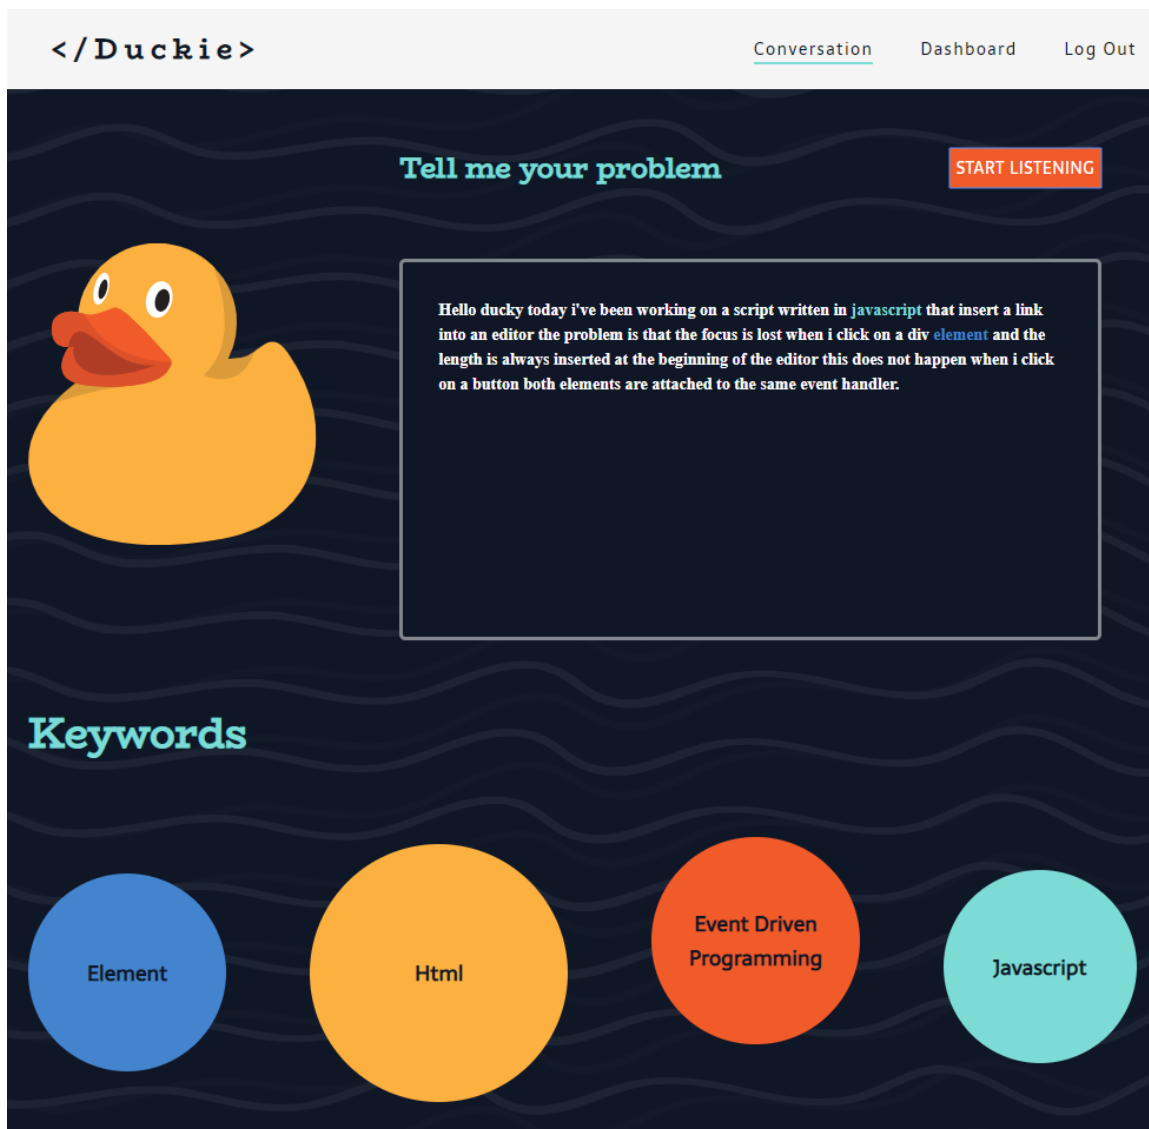 </Duckie>
Conversation Dashboard Log Out
Tell me your problem
START LISTENING
Hello ducky today i've been working on a script written in javascript that insert a link
into an editor the problem is that the focus is lost when i click on a div element and the
length is always inserted at the beginning of the editor this does not happen when i click
on a button both elements are attached to the same event handler.
Keywords
Element
Html
Event Driven
Programming
Javascript